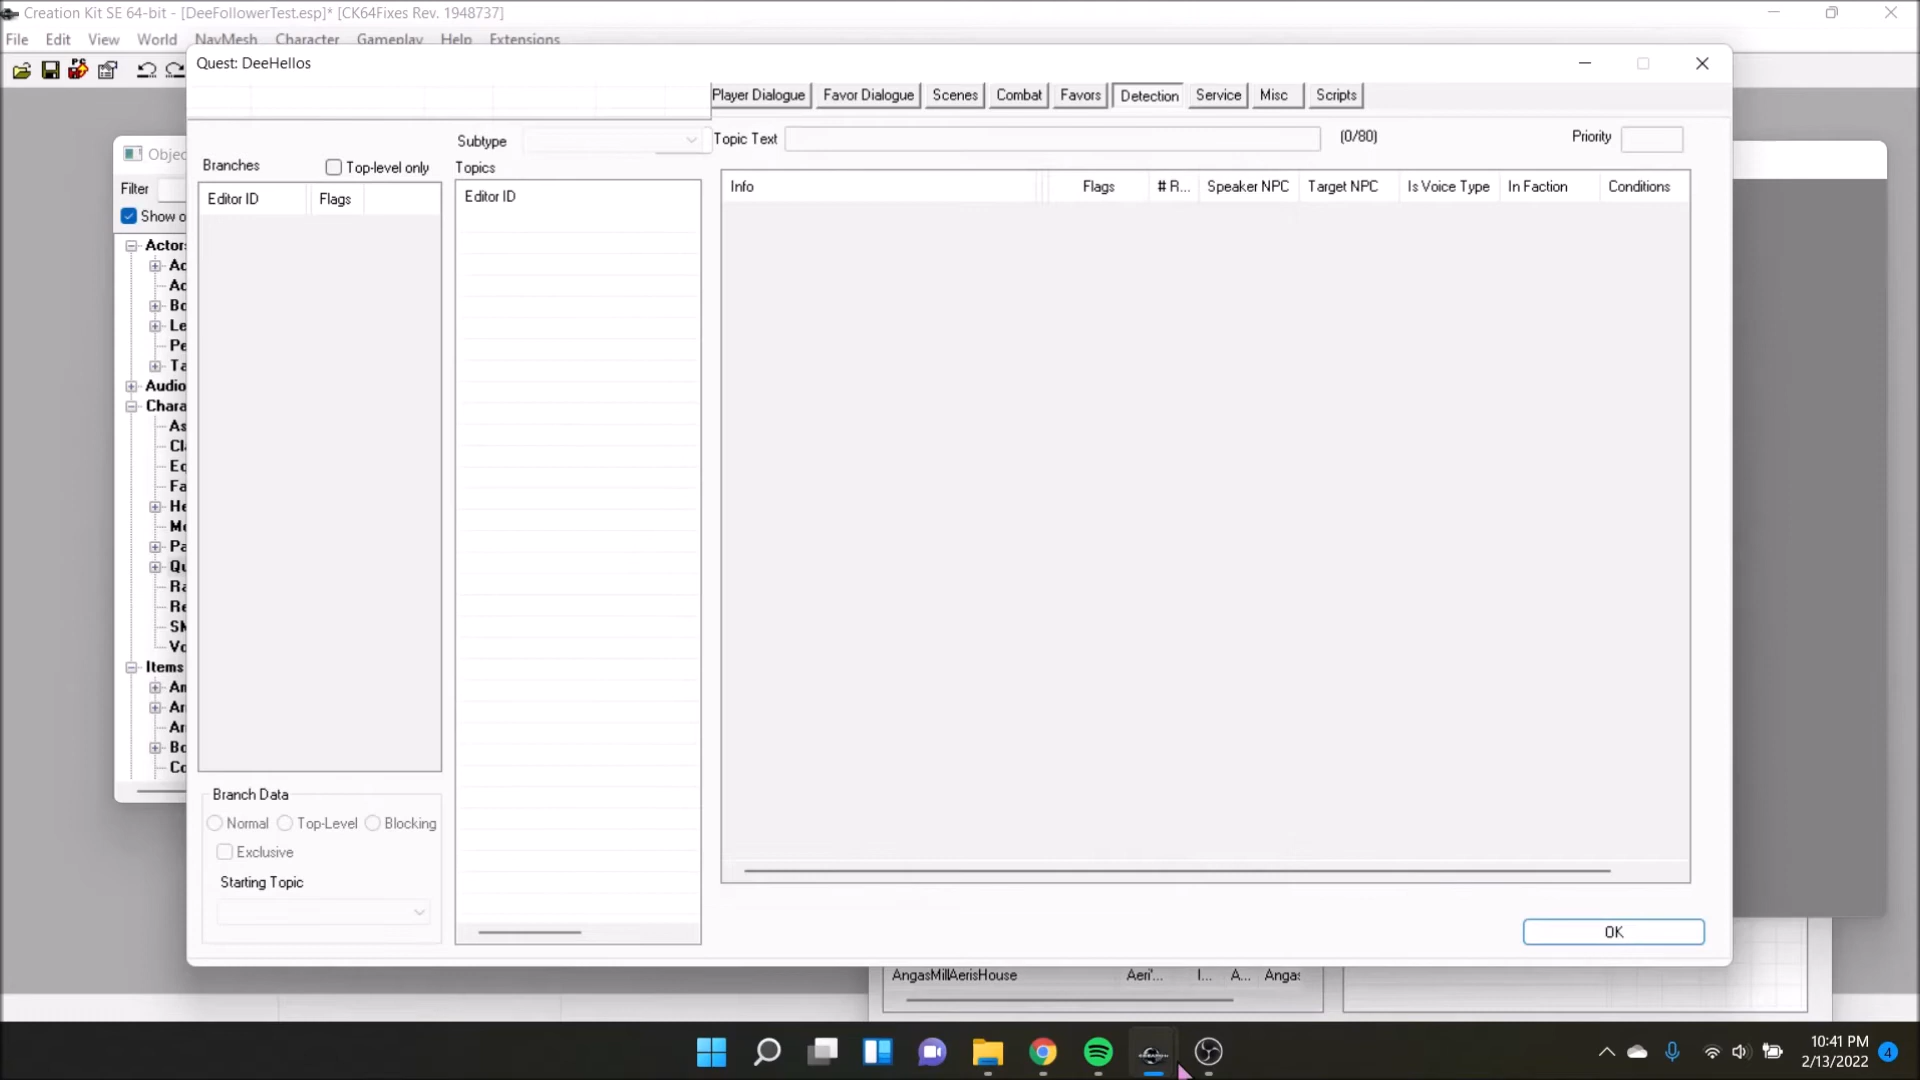 Creation Kit SE 64-bit - [DeeFollowerTest.esp]* [CK64Fixes Rev. 1948737]
File Edit View World NavMesh Character Gameplay Help Extensions
Quest: DeeHellos
Player Dialogue Favor Dialogue Scenes Combat Favors Detection Service Misc Scripts
Subtype
Topic Text
(0/80)
Priority
Branches
Top-level only
Topics
Editor ID Flags
Editor ID
Info Flags # R... Speaker NPC Target NPC Is Voice Type In Faction Conditions
Branch Data
Normal Top-Level Blocking
Exclusive
Starting Topic
OK
Filter
Show
Items
AngasMillAerisHouse Aeri'... I... A...
10:41 PM
2/13/2022
4